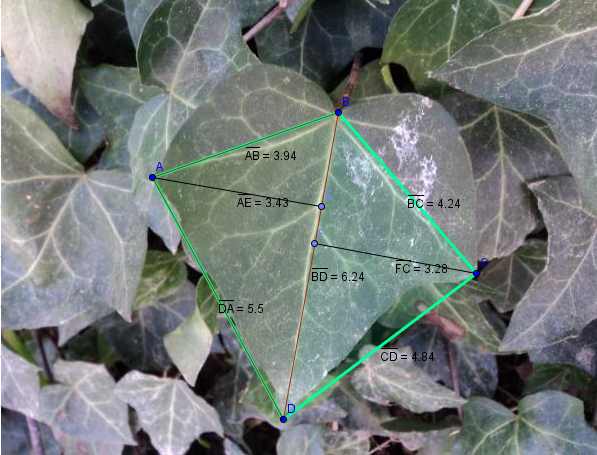 B
AB = 3.94
A
AE = 3.43
BC = 4.24
FC = 3.28
BD = 6.24
DA = 5.5
CD = 4.84
D